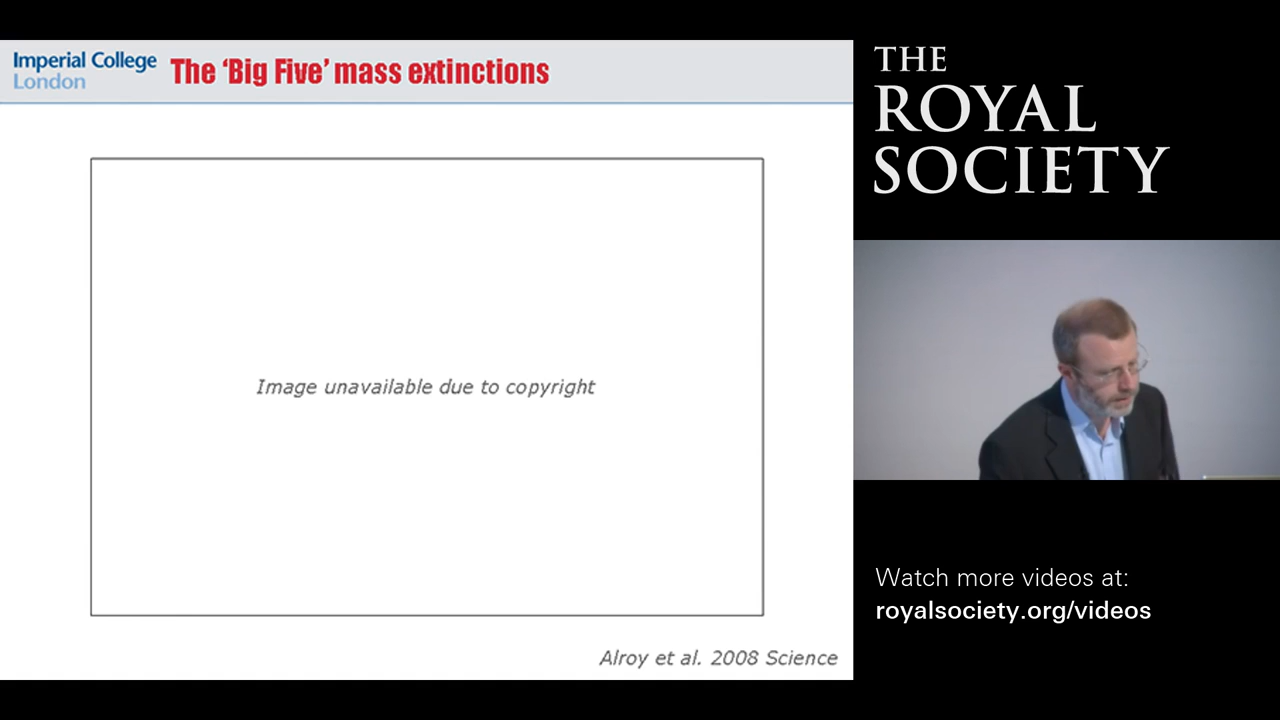 Imperial College
London
The ‘Big Five’ mass extinctions
Image unavailable due to copyright
Alroy et al. 2008 Science
THE
ROYAL
SOCIETY
Watch more videos at:
royalsociety.org/videos